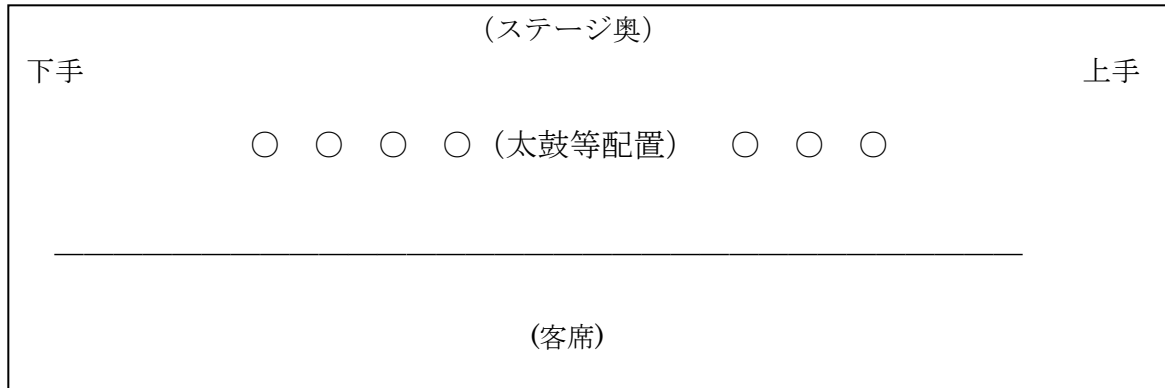 （ステージ奥）
下手 上手
○ ○ ○ ○（太鼓等配置） ○ ○ ○
(客席)